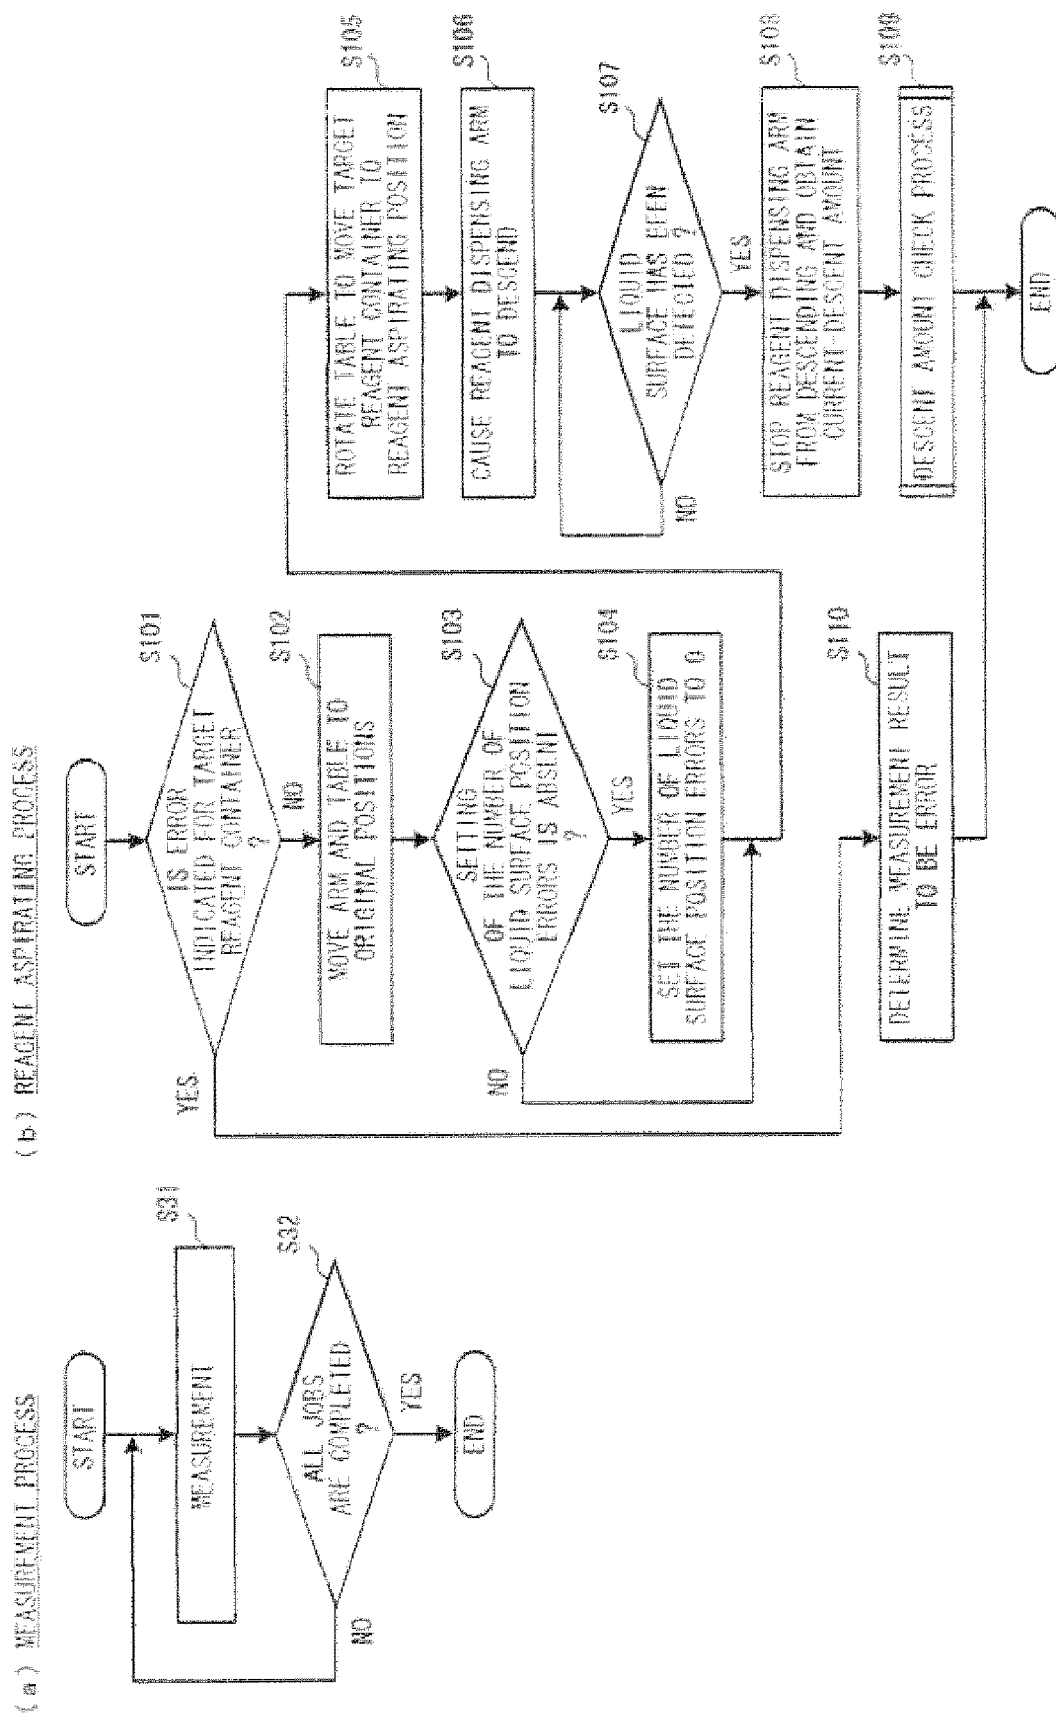 (a) MEASUREMENT PROCESS
START
S31
MEASUREMENT
S32
ALL JOBS
ARE COMPLETED
?
NO
YES
END
(b) REAGENT ASPIRATING PROCESS
START
S101
IS ERROR
INDICATED FOR TARGET
REAGENT CONTAINER
?
YES
NO
S102
MOVE ARM AND TABLE TO
ORIGINAL POSITIONS
S103
SETTING
OF THE NUMBER OF
LIQUID SURFACE POSITION
ERRORS IS ABSENT
?
NO
YES
S104
SET THE NUMBER OF LIQUID
SURFACE POSITION ERRORS TO 0
S110
DETERMINE MEASUREMENT RESULT
TO BE ERROR
S105
ROTATE TABLE TO MOVE TARGET
REAGENT CONTAINER TO
REAGENT ASPIRATING POSITION
S106
CAUSE REAGENT DISPENSING ARM
TO DESCEND
S107
LIQUID
SURFACE HAS BEEN
DETECTED ?
NO
YES
S108
STOP REAGENT DISPENSING ARM
FROM DESCENDING AND OBTAIN
CURRENT-DESCENT AMOUNT
S109
DESCENT AMOUNT CHECK PROCESS
END